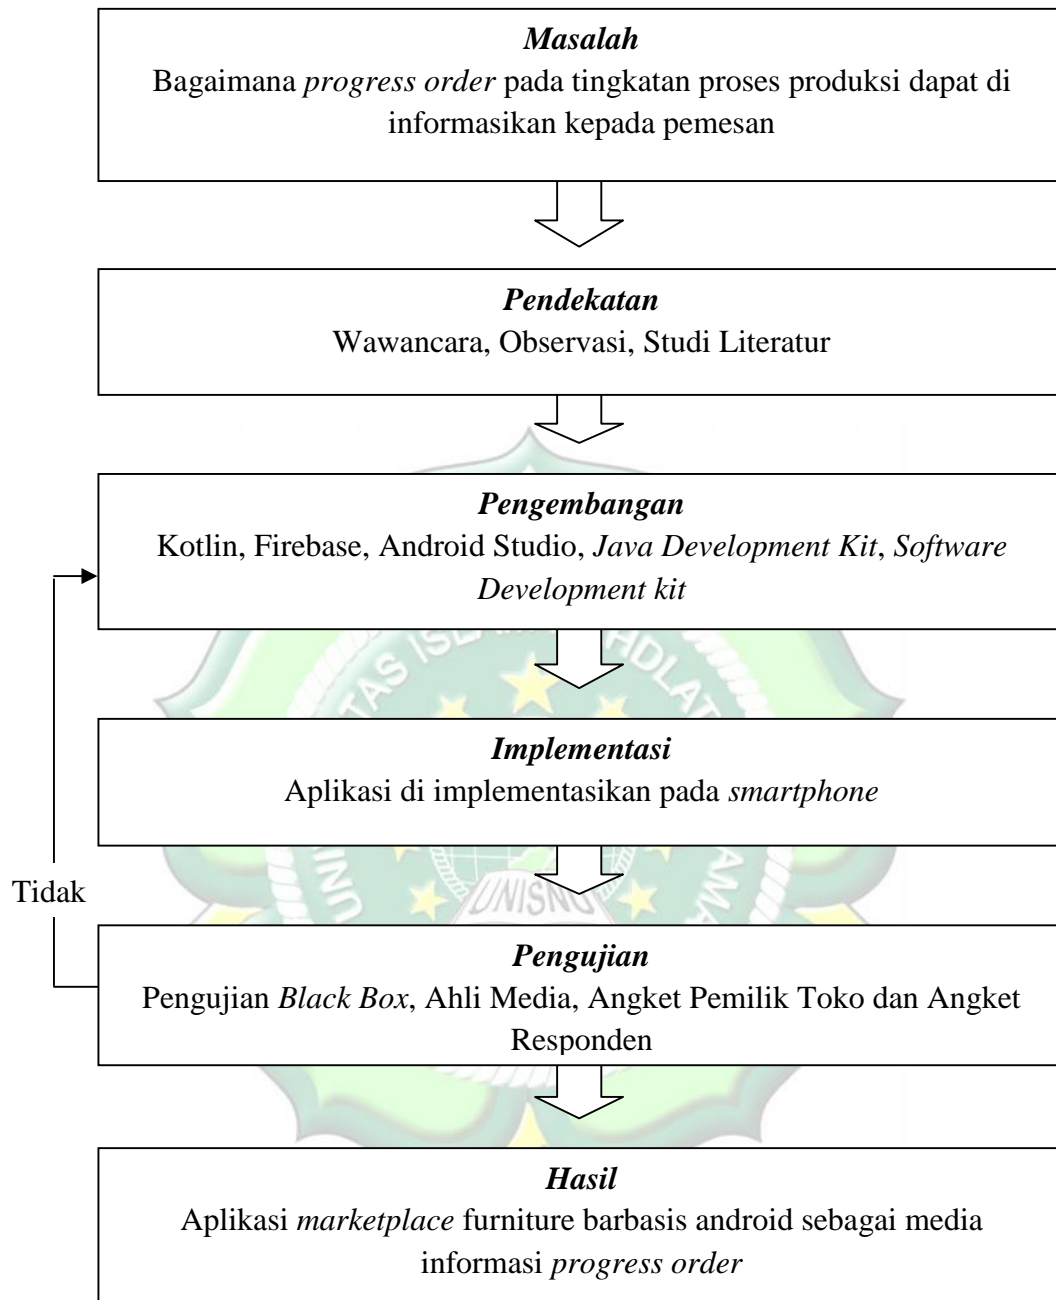 Masalah
Bagaimana progress order pada tingkatan proses produksi dapat di
informasikan kepada pemesan
Pendekatan
Wawancara, Observasi, Studi Literatur
Pengembangan
Kotlin, Firebase, Android Studio, Java Development Kit, Software
Development kit
Implementasi
Aplikasi di implementasikan pada smartphone
Tidak
UNISNU
Pengujian
Pengujian Black Box, Ahli Media, Angket Pemilik Toko dan Angket
Responden
Hasil
Aplikasi marketplace furniture barbasis android sebagai media
informasi progress order